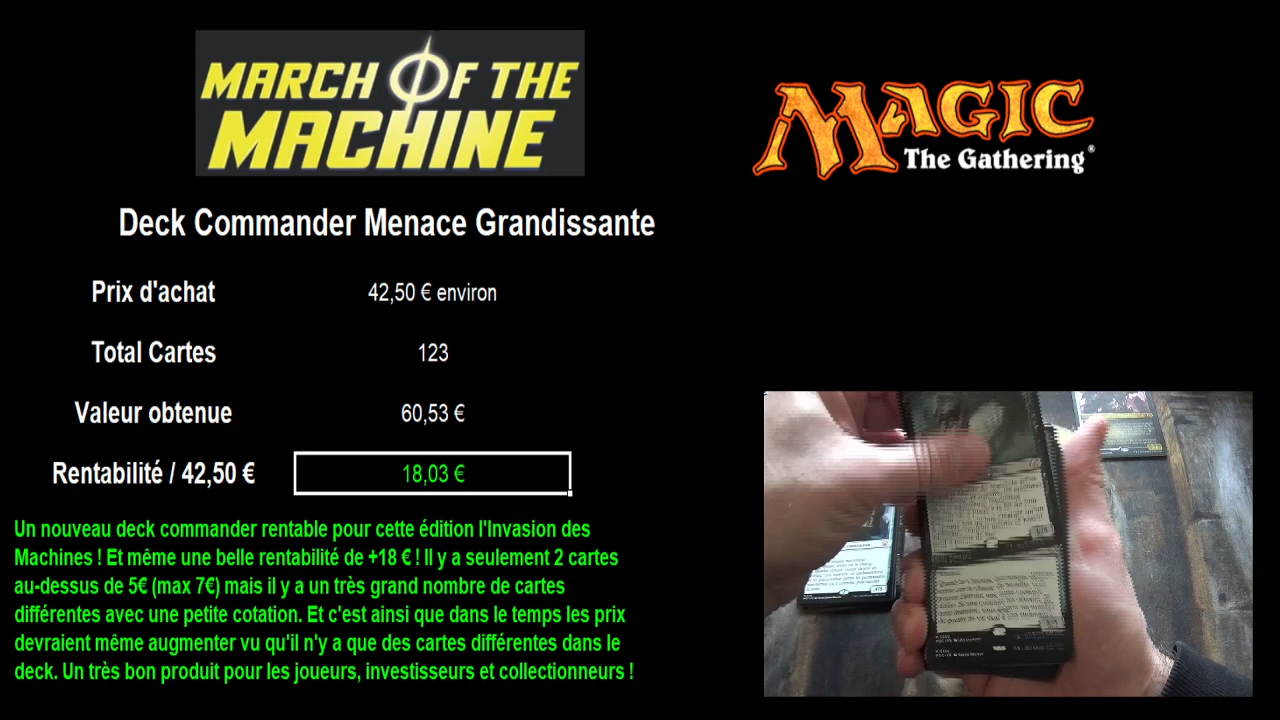 MARCH OF THE
MACHINE
MAGIC
The Gathering®
Deck Commander Menace Grandissante
Prix d'achat 42,50 € environ
Total Cartes 123
Valeur obtenue 60,53 €
Rentabilité / 42,50 € 18,03 €
Un nouveau deck commander rentable pour cette édition l'Invasion des
Machines ! Et même une belle rentabilité de +18 € ! Il y a seulement 2 cartes
au-dessus de 5€ (max 7€) mais il y a un très grand nombre de cartes
différentes avec une petite cotation. Et c'est ainsi que dans le temps les prix
devraient même augmenter vu qu'il n'y a que des cartes différentes dans le
deck. Un très bon produit pour les joueurs, investisseurs et collectionneurs !